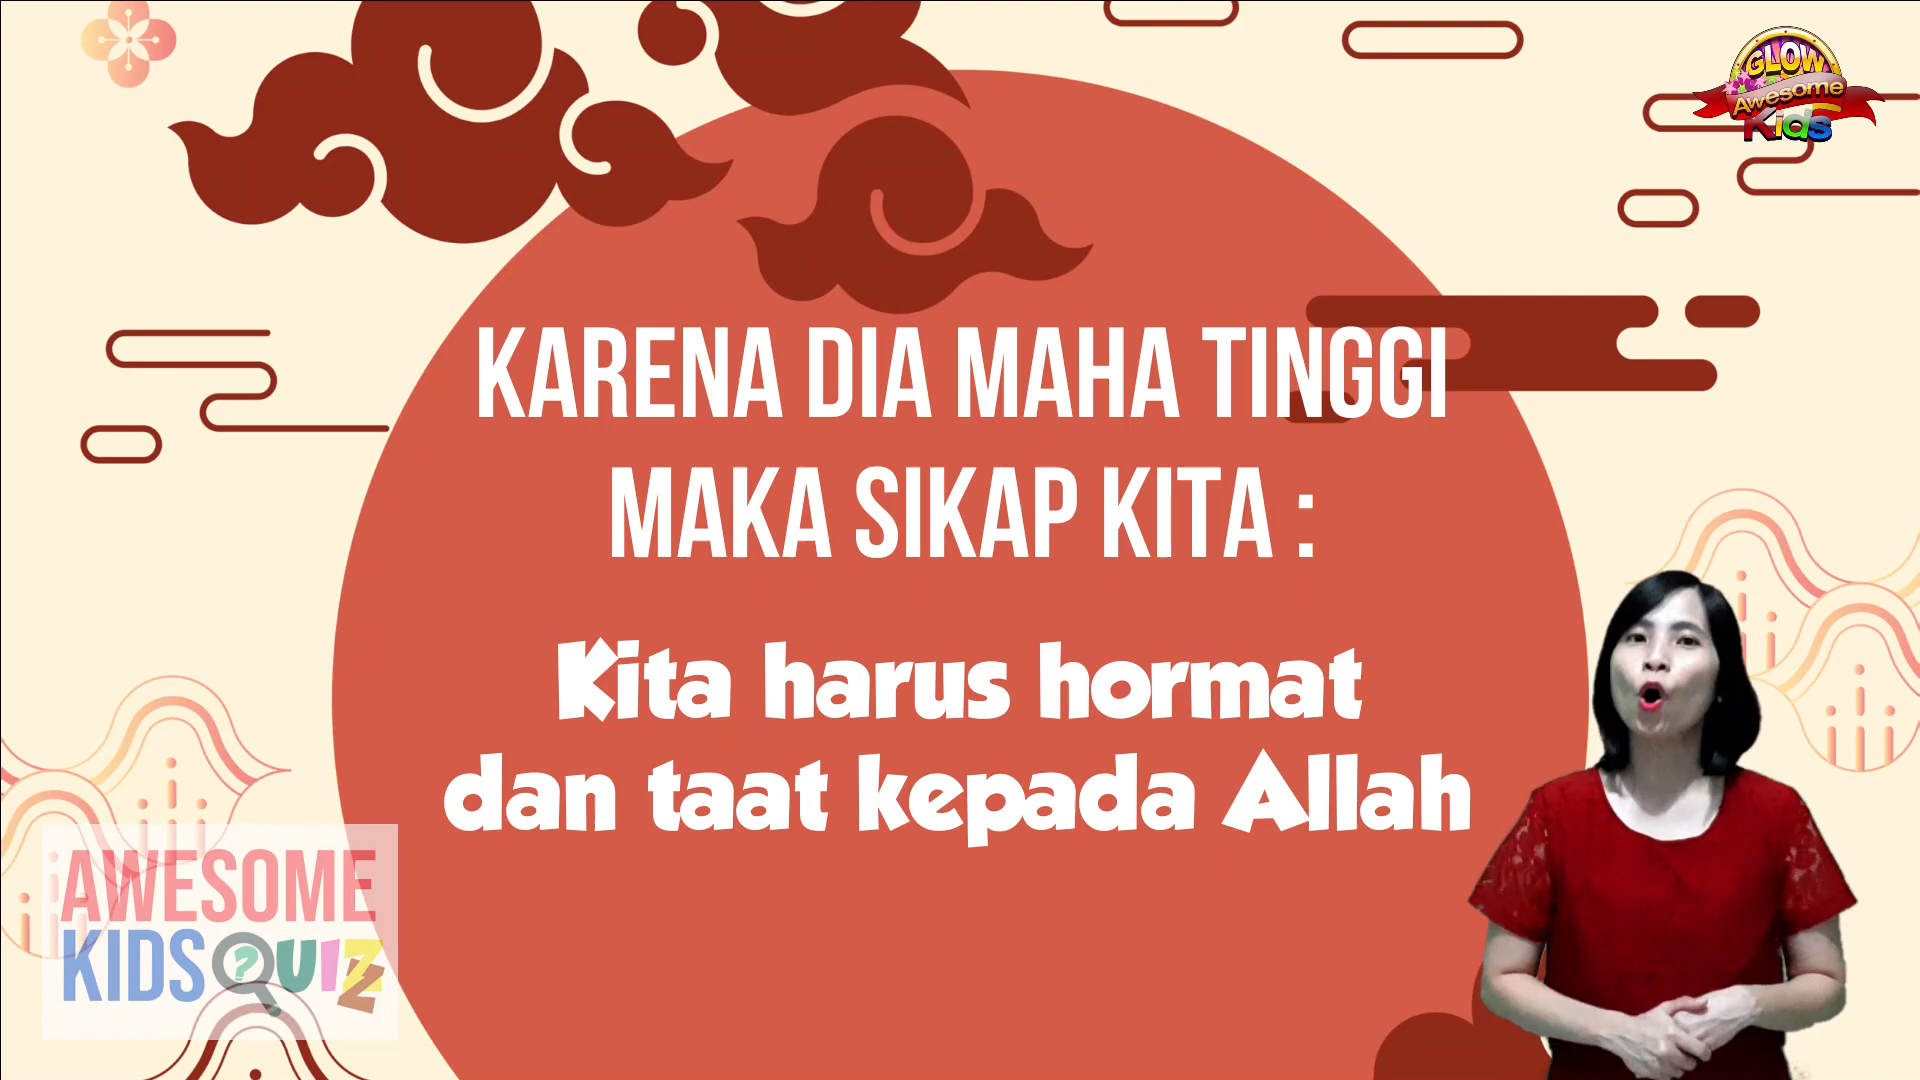 GLOW
Awesome
Kids
KARENA DIA MAHA TINGGI
MAKA SIKAP KITA :
Kita harus hormat
dan taat kepada Allah
AWESOME
KIDS QUIZ